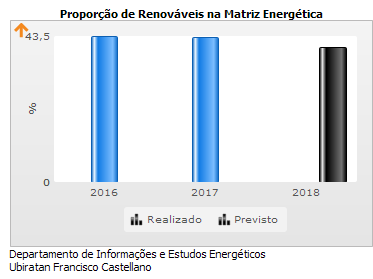 Proporção de Renováveis na Matriz Energética
43,5
%
0
2016 2017 2018
Realizado Previsto
Departamento de Informações e Estudos Energéticos
Ubiratan Francisco Castellano